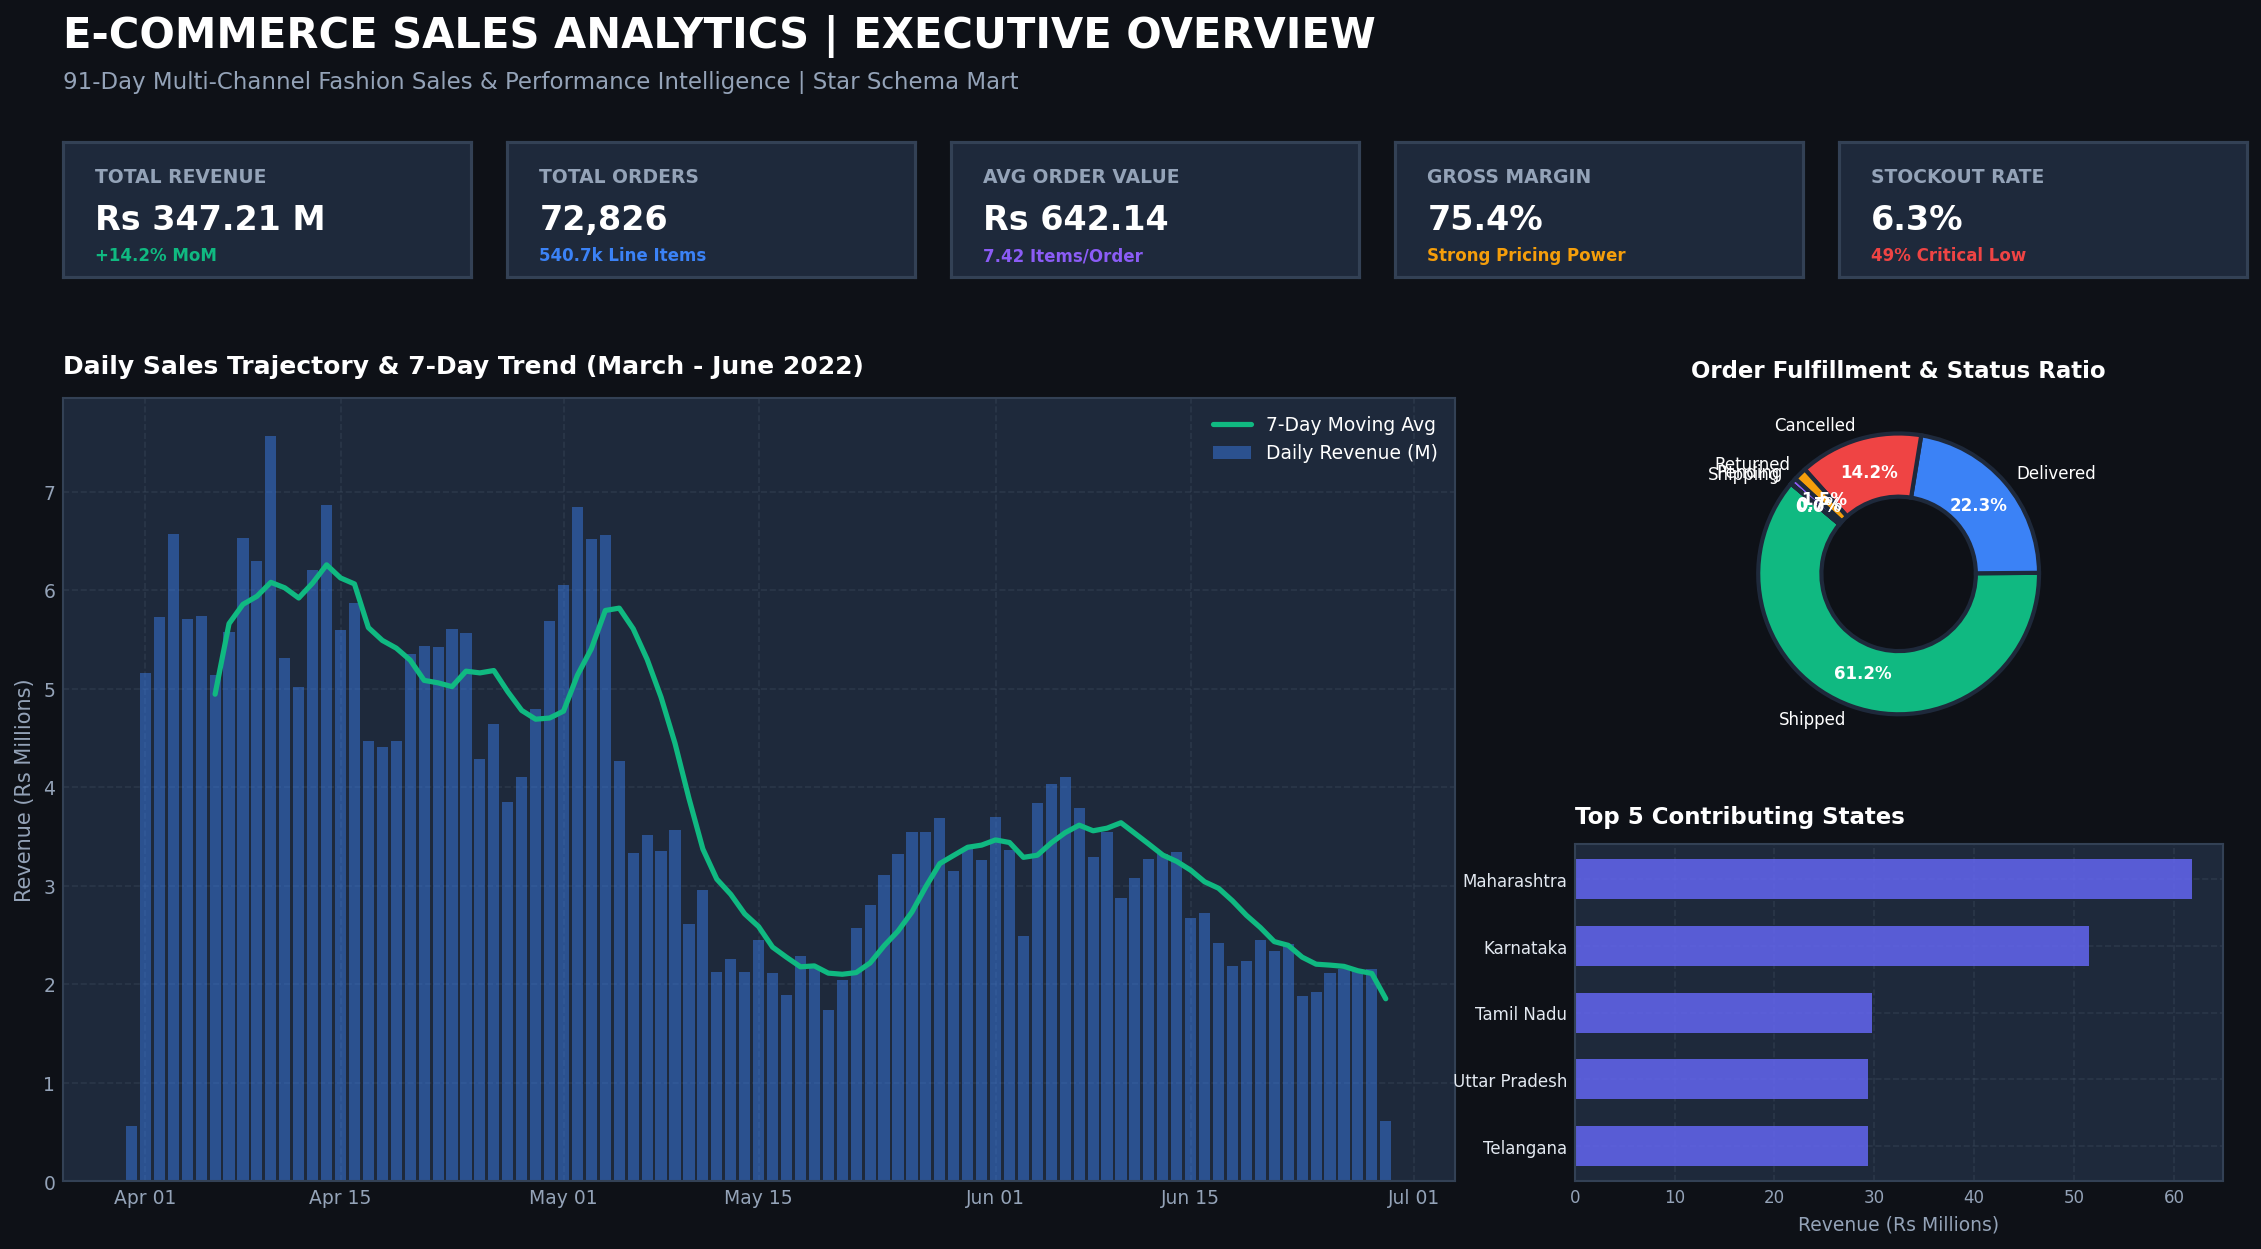 E-COMMERCE SALES ANALYTICS | EXECUTIVE OVERVIEW
91-Day Multi-Channel Fashion Sales & Performance Intelligence | Star Schema Mart
TOTAL REVENUE
Rs 347.21 M
+14.2% MoM
TOTAL ORDERS
72,826
540.7k Line Items
AVG ORDER VALUE
Rs 642.14
7.42 Items/Order
GROSS MARGIN
75.4%
Strong Pricing Power
STOCKOUT RATE
6.3%
49% Critical Low
Daily Sales Trajectory & 7-Day Trend (March - June 2022)
7-Day Moving Avg
Daily Revenue (M)
Revenue (Rs Millions)
7
6
5
4
3
2
1
0
Apr 01
Apr 15
May 01
May 15
Jun 01
Jun 15
Jul 01
Order Fulfillment & Status Ratio
Cancelled
Returned
Pending
Shipping
Delivered
Shipped
14.2%
22.3%
1.5%
61.2%
Top 5 Contributing States
Maharashtra
Karnataka
Tamil Nadu
Uttar Pradesh
Telangana
0
10
20
30
40
50
60
Revenue (Rs Millions)